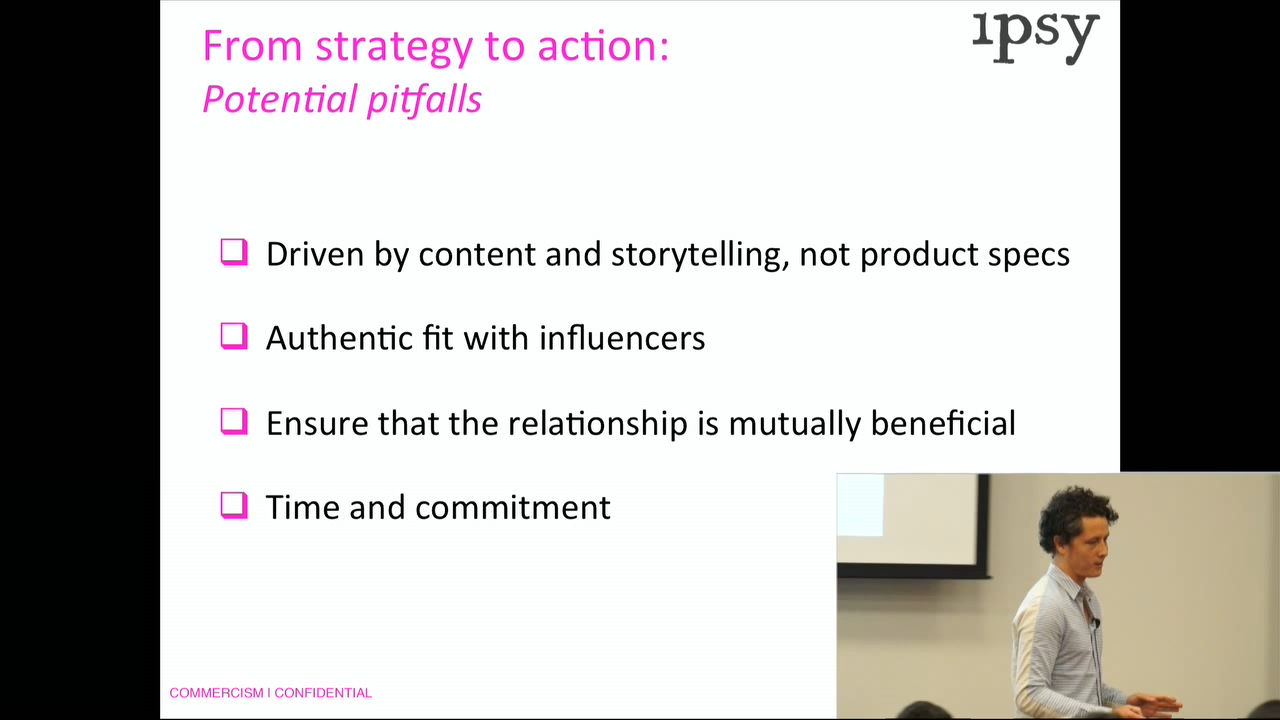 From strategy to action:
ipsy
Potential pitfalls
❑ Driven by content and storytelling, not product specs
❑ Authentic fit with influencers
❑ Ensure that the relationship is mutually beneficial
❑ Time and commitment
COMMERCISM I CONFIDENTIAL